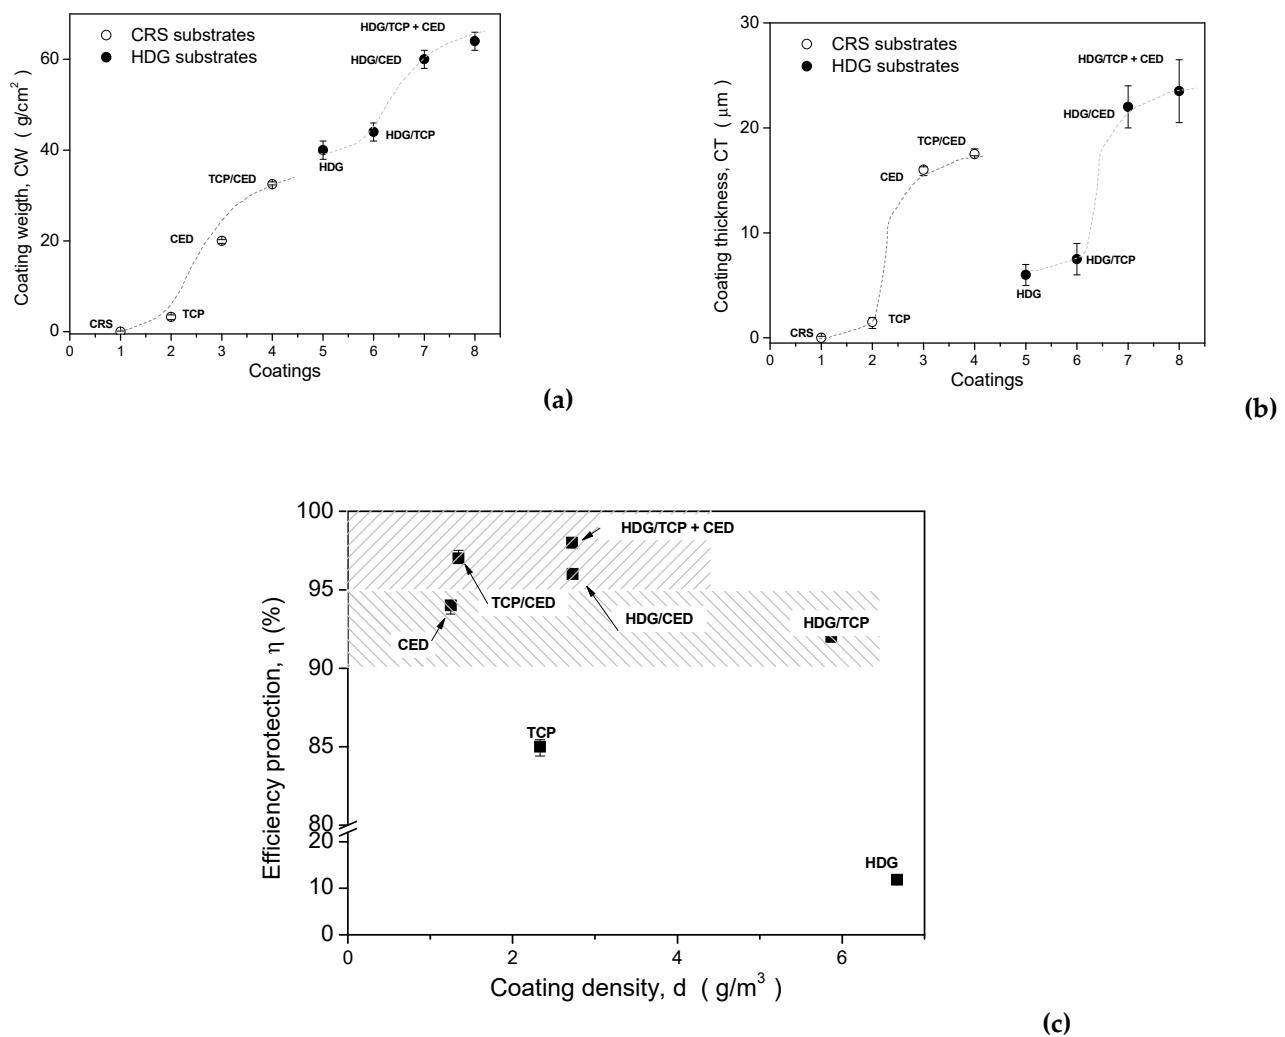 CRS substrates
HDG substrates
HDG/TCP + CED
HDG/CED
HDG/TCP
HDG
TCP/CED
CED
TCP
CRS
60
40
20
0
0 1 2 3 4 5 6 7 8
Coating weigth, CW ( g/cm2 )
Coatings
(a)
CRS substrates
HDG substrates
HDG/TCP + CED
HDG/CED
TCP/CED
CED
HDG/TCP
HDG
TCP
CRS
30
20
10
0
0 1 2 3 4 5 6 7 8
Coating thickness, CT ( μm )
Coatings
(b)
100
95
90
85
80
20
10
0
HDG/TCP + CED
TCP/CED
HDG/CED
HDG/TCP
CED
TCP
HDG
0 2 4 6
Efficiency protection, η (%)
Coating density, d ( g/m3 )
(c)